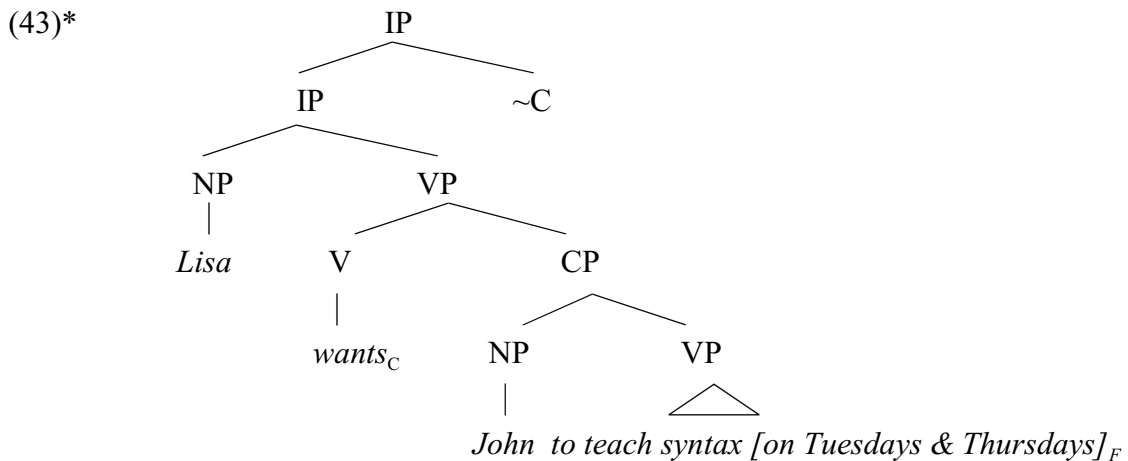 (43)* IP
IP ~C
NP VP
Lisa V CP
wantsC NP VP
John to teach syntax [on Tuesdays & Thursdays]F